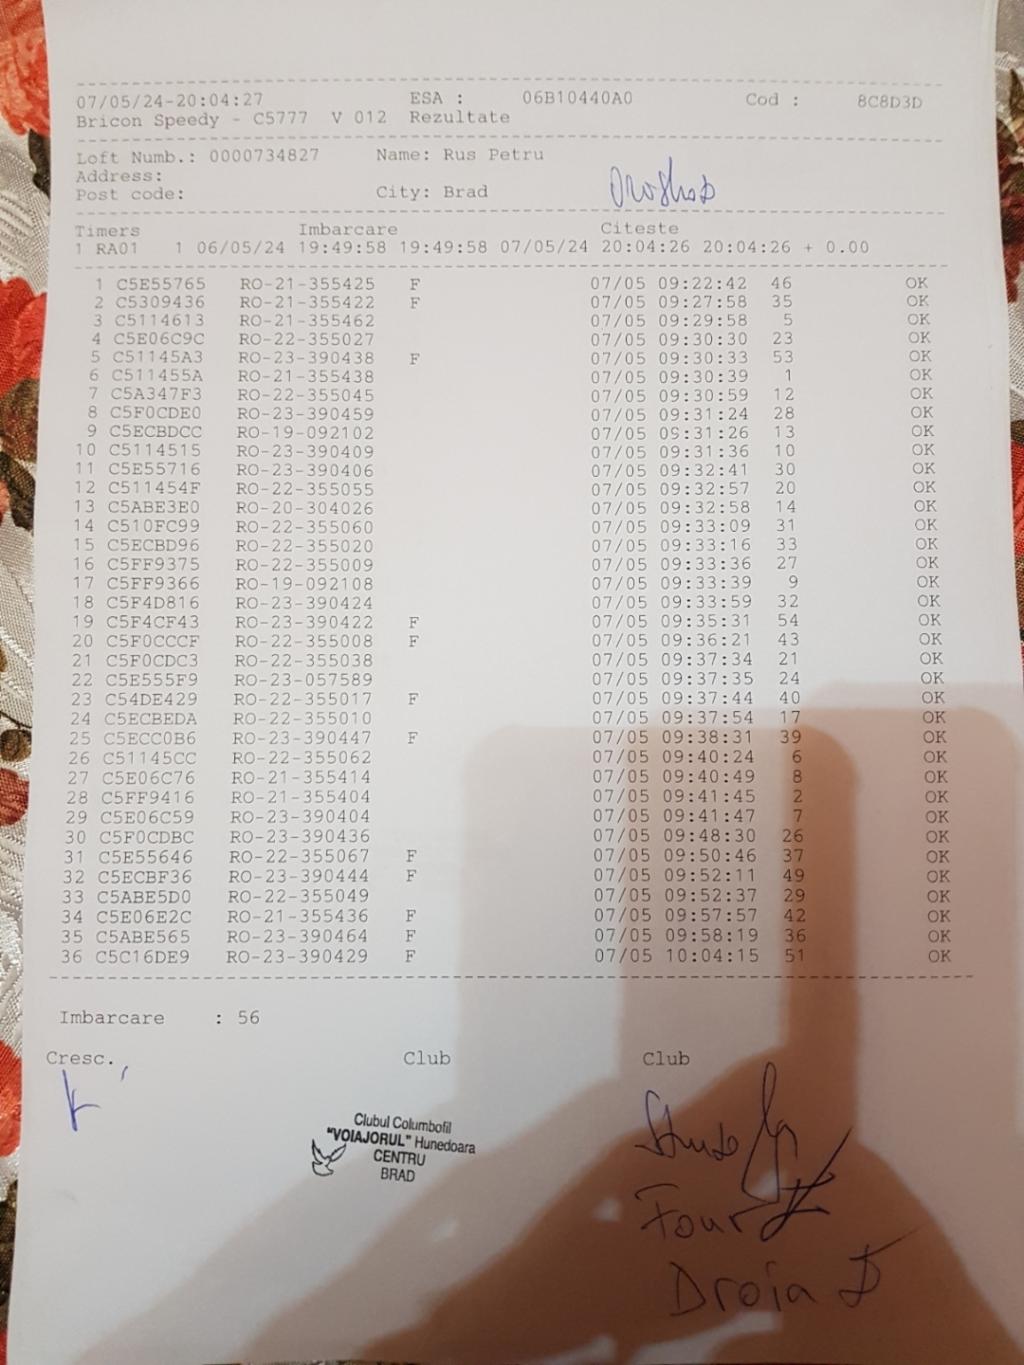 07/05/24-20:04:27 ESA : 06B10440A0 Cod : 8C8D3D
Bricon Speedy - C5777 V 012 Rezultate
Loft Numb.: 0000734827 Name: Rus Petru
Address:
Post code: City: Brad
Timers Imbarcare Citeste
1 RA01 1 06/05/24 19:49:58 19:49:58 07/05/24 20:04:26 20:04:26 + 0.00
1 C5E55765 RO-21-355425 F 07/05 09:22:42 46 OK
2 C5309436 RO-21-355422 F 07/05 09:27:58 35 OK
3 C5114613 RO-21-355462 07/05 09:29:58 5 OK
4 C5E06C9C RO-22-355027 07/05 09:30:30 23 OK
5 C51145A3 RO-23-390438 F 07/05 09:30:33 53 OK
6 C511455A RO-21-355438 07/05 09:30:39 1 OK
7 C5A347F3 RO-22-355045 07/05 09:30:59 12 OK
8 C5F0CDE0 RO-23-390459 07/05 09:31:24 28 OK
9 C5ECBDCC RO-19-092102 07/05 09:31:26 13 OK
10 C5114515 RO-23-390409 07/05 09:31:36 10 OK
11 C5E55716 RO-23-390406 07/05 09:32:41 30 OK
12 C511454F RO-22-355055 07/05 09:32:57 20 OK
13 C5ABE3E0 RO-20-304026 07/05 09:32:58 14 OK
14 C510FC99 RO-22-355060 07/05 09:33:09 31 OK
15 C5ECBD96 RO-22-355020 07/05 09:33:16 33 OK
16 C5FF9375 RO-22-355009 07/05 09:33:36 27 OK
17 C5FF9366 RO-19-092108 07/05 09:33:39 9 OK
18 C5F4D816 RO-23-390424 07/05 09:33:59 32 OK
19 C5F4CF43 RO-23-390422 F 07/05 09:35:31 54 OK
20 C5F0CCCF RO-22-355008 F 07/05 09:36:21 43 OK
21 C5F0CDC3 RO-22-355038 07/05 09:37:34 21 OK
22 C5E555F9 RO-23-057589 07/05 09:37:35 24 OK
23 C54DE429 RO-22-355017 F 07/05 09:37:44 40 OK
24 C5ECBEDA RO-22-355010 07/05 09:37:54 17 OK
25 C5ECC0B6 RO-23-390447 F 07/05 09:38:31 39 OK
26 C51145CC RO-22-355062 07/05 09:40:24 6 OK
27 C5E06C76 RO-21-355414 07/05 09:40:49 8 OK
28 C5FF9416 RO-21-355404 07/05 09:41:45 2 OK
29 C5E06C59 RO-23-390404 07/05 09:41:47 7 OK
30 C5F0CDBC RO-23-390436 07/05 09:48:30 26 OK
31 C5E55646 RO-22-355067 F 07/05 09:50:46 37 OK
32 C5ECBF36 RO-23-390444 F 07/05 09:52:11 49 OK
33 C5ABE5D0 RO-22-355049 07/05 09:52:37 29 OK
34 C5E06E2C RO-21-355436 F 07/05 09:57:57 42 OK
35 C5ABE565 RO-23-390464 F 07/05 09:58:19 36 OK
36 C5C16DE9 RO-23-390429 F 07/05 10:04:15 51 OK
Imbarcare : 56
Cresc. Club Club
Clubul Columbofil
"VOIAJORUL" Hunedoara
CENTRU
BRAD
Droia